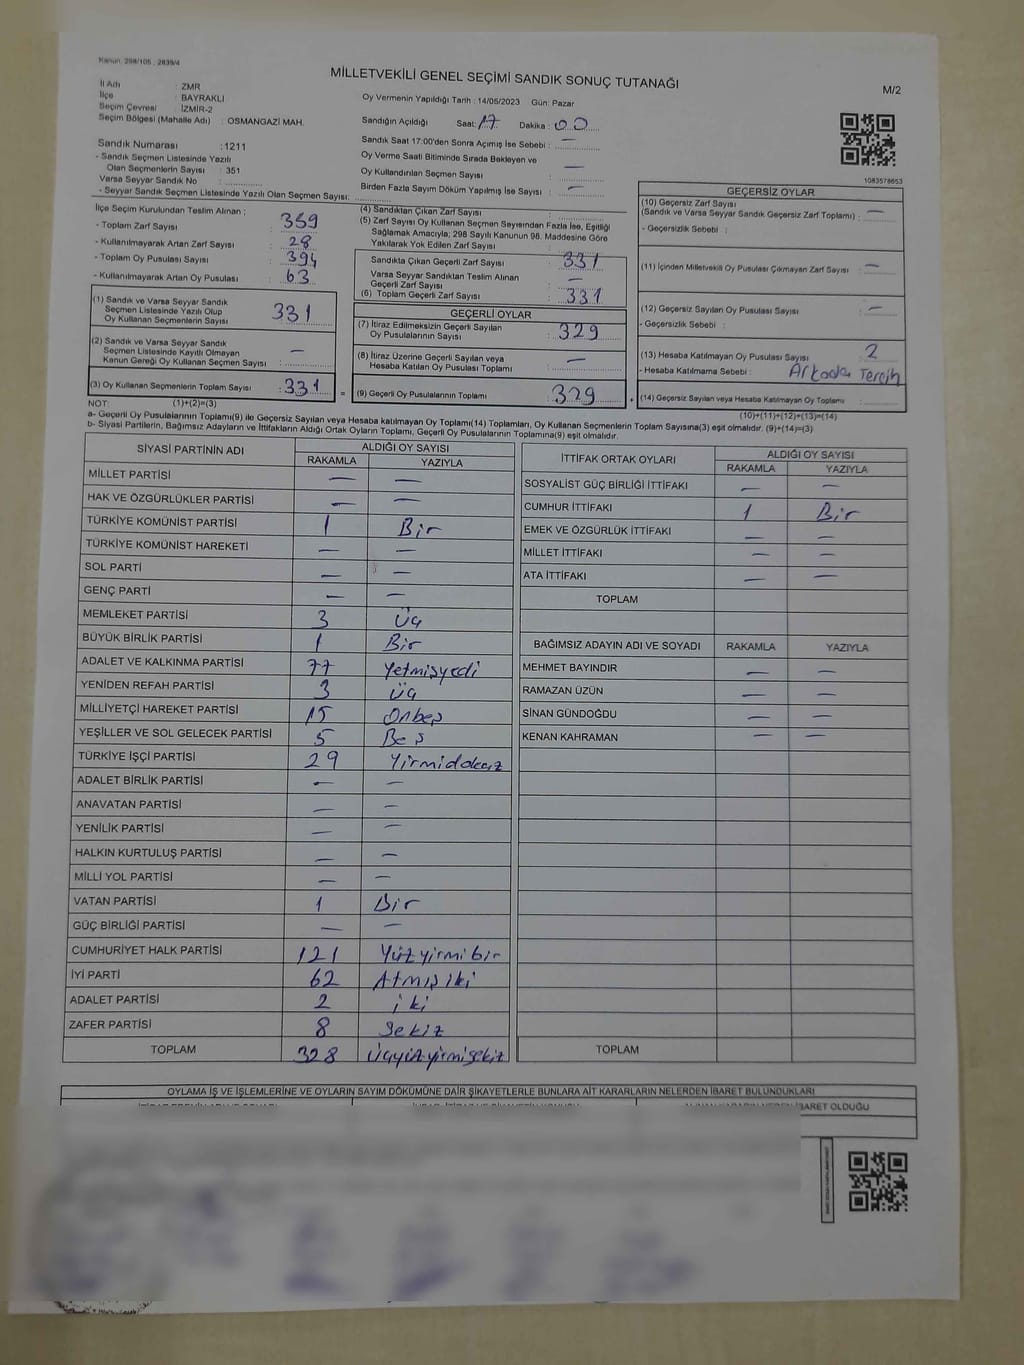 Kanun, 298/105, 2839/4
MİLLETVEKİLİ GENEL SEÇİMİ SANDIK SONUÇ TUTANAĞI
M/2
İl Adı : ZMR
İlçe : BAYRAKLI
Seçim Çevresi : İZMİR-2
Seçim Bölgesi (Mahalle Adı) : OSMANGAZİ MAH.
Oy Vermenin Yapıldığı Tarih : 14/05/2023 Gün: Pazar
Sandığın Açıldığı Saat: 17 Dakika : 00
Sandık Saat 17:00'den Sonra Açımış İse Sebebi : —
Oy Verme Saati Bitiminde Sırada Bekleyen ve
Oy Kullandırılan Seçmen Sayısı : —
Birden Fazla Sayım Döküm Yapılmış İse Sayısı : —
Sandık Numarası :1211
- Sandık Seçmen Listesinde Yazılı
Olan Seçmenlerin Sayısı : 351
Varsa Seyyar Sandık No :
- Seyyar Sandık Seçmen Listesinde Yazılı Olan Seçmen Sayısı:
1083578653
İlçe Seçim Kurulundan Teslim Alınan ;
- Toplam Zarf Sayısı : 359
- Kullanılmayarak Artan Zarf Sayısı : 28
- Toplam Oy Pusulası Sayısı : 394
- Kullanılmayarak Artan Oy Pusulası : 63
(1) Sandık ve Varsa Seyyar Sandık
Seçmen Listesinde Yazılı Olup
Oy Kullanan Seçmenlerin Sayısı : 331
(2) Sandık ve Varsa Seyyar Sandık
Seçmen Listesinde Kayıtlı Olmayan
Kanun Gereği Oy Kullanan Seçmen Sayısı : —
(3) Oy Kullanan Seçmenlerin Toplam Sayısı : 331
(4) Sandıktan Çıkan Zarf Sayısı :
(5) Zarf Sayısı Oy Kullanan Seçmen Sayısından Fazla İse, Eşitliği
Sağlamak Amacıyla; 298 Sayılı Kanunun 98. Maddesine Göre
Yakılarak Yok Edilen Zarf Sayısı :
Sandıkta Çıkan Geçerli Zarf Sayısı : 331
Varsa Seyyar Sandıktan Teslim Alınan
Geçerli Zarf Sayısı : —
(6) Toplam Geçerli Zarf Sayısı : 331
GEÇERLİ OYLAR
(7) İtiraz Edilmeksizin Geçerli Sayılan
Oy Pusulalarının Sayısı : 329
(8) İtiraz Üzerine Geçerli Sayılan veya
Hesaba Katılan Oy Pusulası Toplamı : —
(9) Geçerli Oy Pusulalarının Toplamı : 329
GEÇERSİZ OYLAR
(10) Geçersiz Zarf Sayısı
(Sandık ve Varsa Seyyar Sandık Geçersiz Zarf Toplamı) : —
- Geçersizlik Sebebi :
(11) İçinden Milletvekili Oy Pusulası Çıkmayan Zarf Sayısı : —
(12) Geçersiz Sayılan Oy Pusulası Sayısı : —
- Geçersizlik Sebebi :
(13) Hesaba Katılmayan Oy Pusulası Sayısı : 2
- Hesaba Katılmama Sebebi : Arkada Tercih
(14) Geçersiz Sayılan veya Hesaba Katılmayan Oy Toplamı :
NOT: (1)+(2)=(3)
(10)+(11)+(12)+(13)=(14)
a- Geçerli Oy Pusulalarının Toplamı(9) ile Geçersiz Sayılan veya Hesaba katılmayan Oy Toplamı(14) Toplamları, Oy Kullanan Seçmenlerin Toplam Sayısına(3) eşit olmalıdır. (9)+(14)=(3)
b- Siyasi Partilerin, Bağımsız Adayların ve İttifakların Aldığı Ortak Oyların Toplamı, Geçerli Oy Pusulalarının Toplamına(9) eşit olmalıdır.
SİYASİ PARTİNİN ADI ALDIĞI OY SAYISI
RAKAMLA YAZIYLA
MİLLET PARTİSİ — —
HAK VE ÖZGÜRLÜKLER PARTİSİ — —
TÜRKİYE KOMÜNİST PARTİSİ 1 Bir
TÜRKİYE KOMÜNİST HAREKETİ — —
SOL PARTİ — —
GENÇ PARTİ — —
MEMLEKET PARTİSİ 3 Üç
BÜYÜK BİRLİK PARTİSİ 1 Bir
ADALET VE KALKINMA PARTİSİ 77 Yetmişyedi
YENİDEN REFAH PARTİSİ 3 Üç
MİLLİYETÇİ HAREKET PARTİSİ 15 Onbeş
YEŞİLLER VE SOL GELECEK PARTİSİ 5 Beş
TÜRKİYE İŞÇİ PARTİSİ 29 Yirmidokuz
ADALET BİRLİK PARTİSİ — —
ANAVATAN PARTİSİ — —
YENİLİK PARTİSİ — —
HALKIN KURTULUŞ PARTİSİ — —
MİLLİ YOL PARTİSİ — —
VATAN PARTİSİ 1 Bir
GÜÇ BİRLİĞİ PARTİSİ — —
CUMHURİYET HALK PARTİSİ 121 Yüzyirmibir
İYİ PARTİ 62 Atmışiki
ADALET PARTİSİ 2 iki
ZAFER PARTİSİ 8 Sekiz
TOPLAM 328 Üçyüzyirmisekiz
İTTİFAK ORTAK OYLARI ALDIĞI OY SAYISI
RAKAMLA YAZIYLA
SOSYALİST GÜÇ BİRLİĞİ İTTİFAKI — —
CUMHUR İTTİFAKI 1 Bir
EMEK VE ÖZGÜRLÜK İTTİFAKI — —
MİLLET İTTİFAKI — —
ATA İTTİFAKI — —
TOPLAM
BAĞIMSIZ ADAYIN ADI VE SOYADI RAKAMLA YAZIYLA
MEHMET BAYINDIR — —
RAMAZAN ÜZÜN — —
SİNAN GÜNDOĞDU — —
KENAN KAHRAMAN — —
TOPLAM
OYLAMA İŞ VE İŞLEMLERİNE VE OYLARIN SAYIM DÖKÜMÜNE DAİR ŞİKAYETLERLE BUNLARA AİT KARARLARIN NELERDEN İBARET BULUNDUKLARI
İBARET OLDUĞU